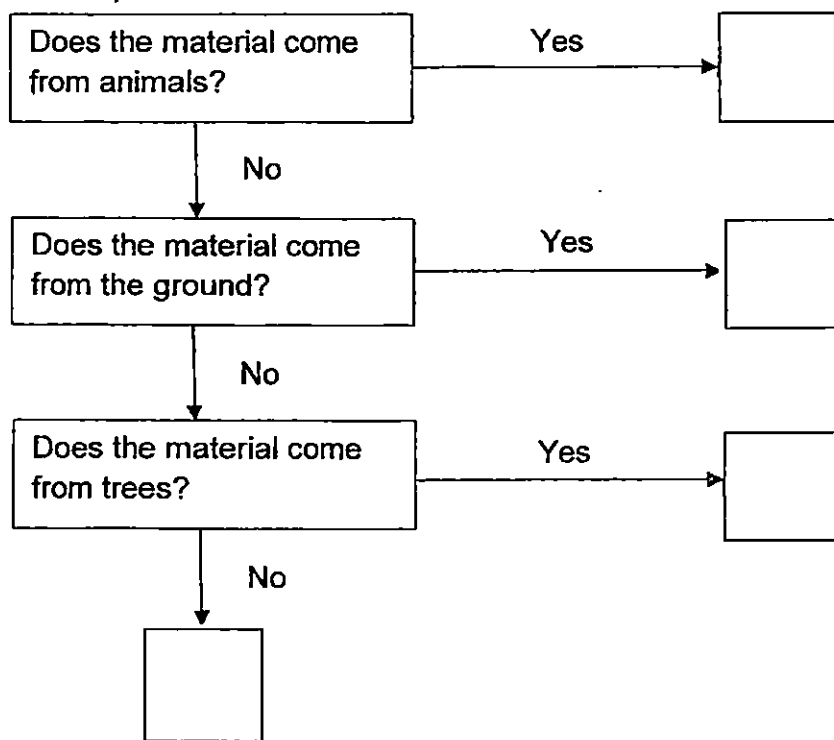 Does the material come
from animals?
Yes
No
Does the material come
from the ground?
Yes
No
Does the material come
from trees?
Yes
No